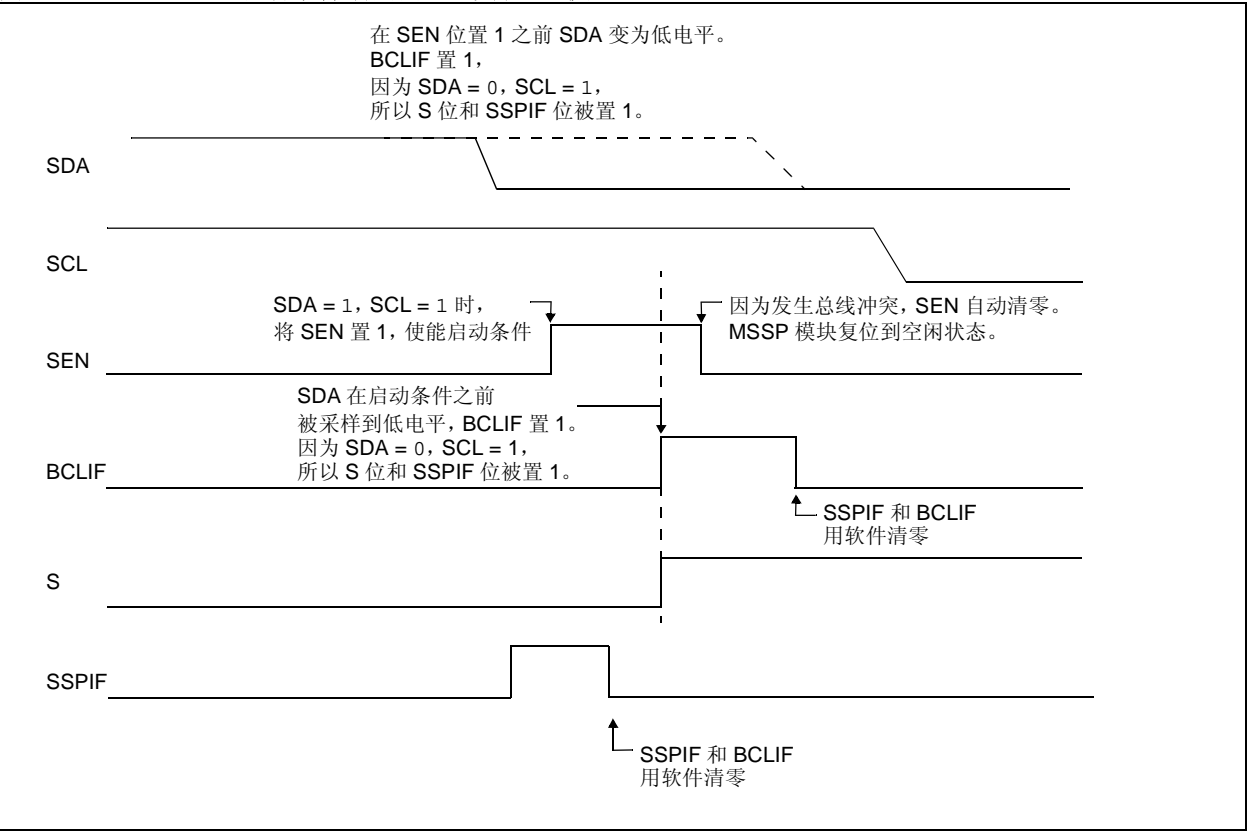 在 SEN 位置 1 之前 SDA 变为低电平。
BCLIF 置 1，
因为 SDA = 0，SCL = 1，
所以 S 位和 SSPIF 位被置 1。
SDA
SCL
SDA = 1，SCL = 1 时，
将 SEN 置 1，使能启动条件
因为发生总线冲突，SEN 自动清零。
MSSP 模块复位到空闲状态。
SEN
SDA 在启动条件之前
被采样到低电平，BCLIF 置 1。
因为 SDA = 0，SCL = 1，
所以 S 位和 SSPIF 位被置 1。
BCLIF
SSPIF 和 BCLIF
用软件清零
S
SSPIF
SSPIF 和 BCLIF
用软件清零